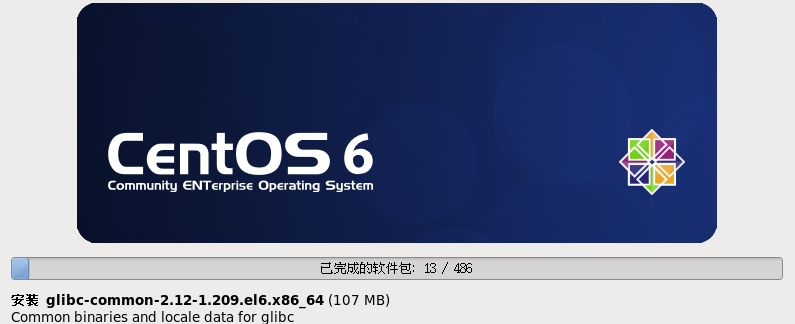 CentOS 6
Community ENTerprise Operating System
已完成的软件包: 13 / 486
安装 glibc-common-2.12-1.209.el6.x86_64 (107 MB)
Common binaries and locale data for glibc